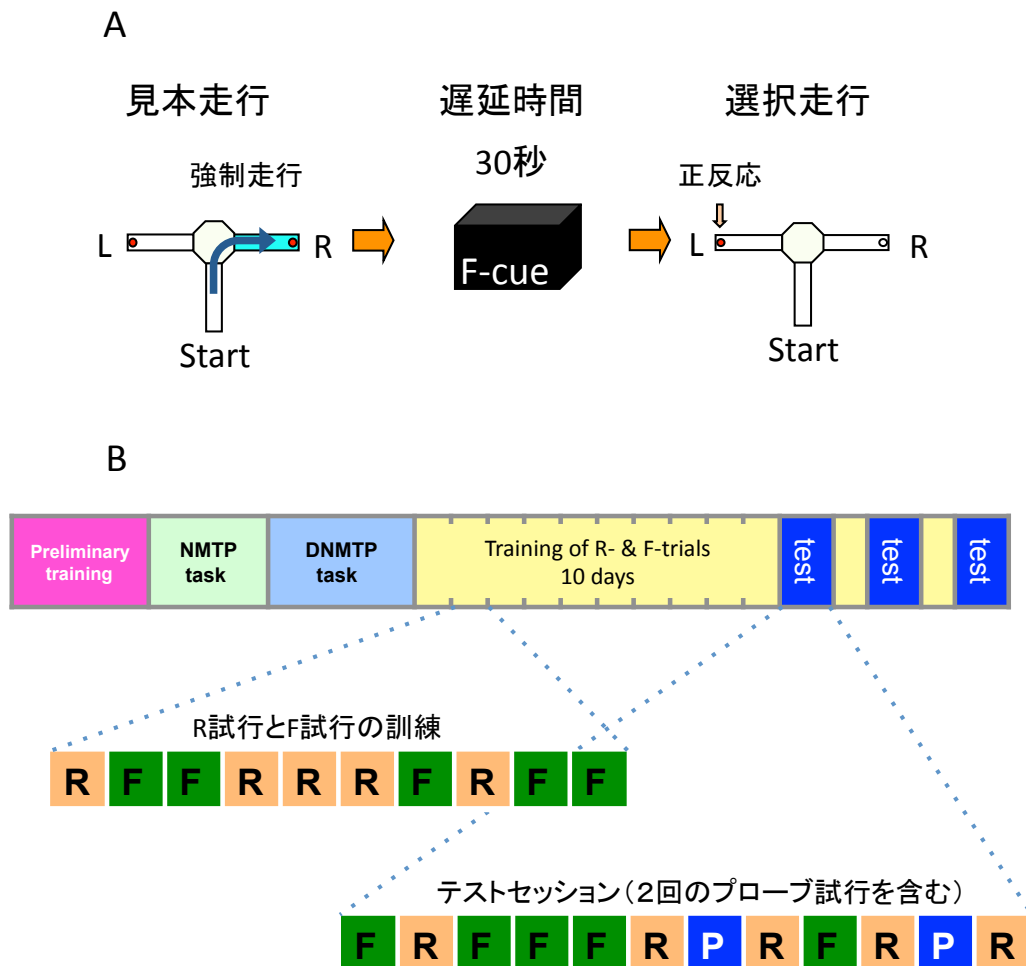 A
見本走行
遅延時間
選択走行
強制走行
30秒
正反応
L
R
F-cue
L
R
Start
Start
B
Preliminary
training
NMTP
task
DNMTP
task
Training of R- & F-trials
10 days
test
test
test
R試行とF試行の訓練
R F F R R R F R F F
テストセッション（２回のプローブ試行を含む）
F R F F F R P R F R P R